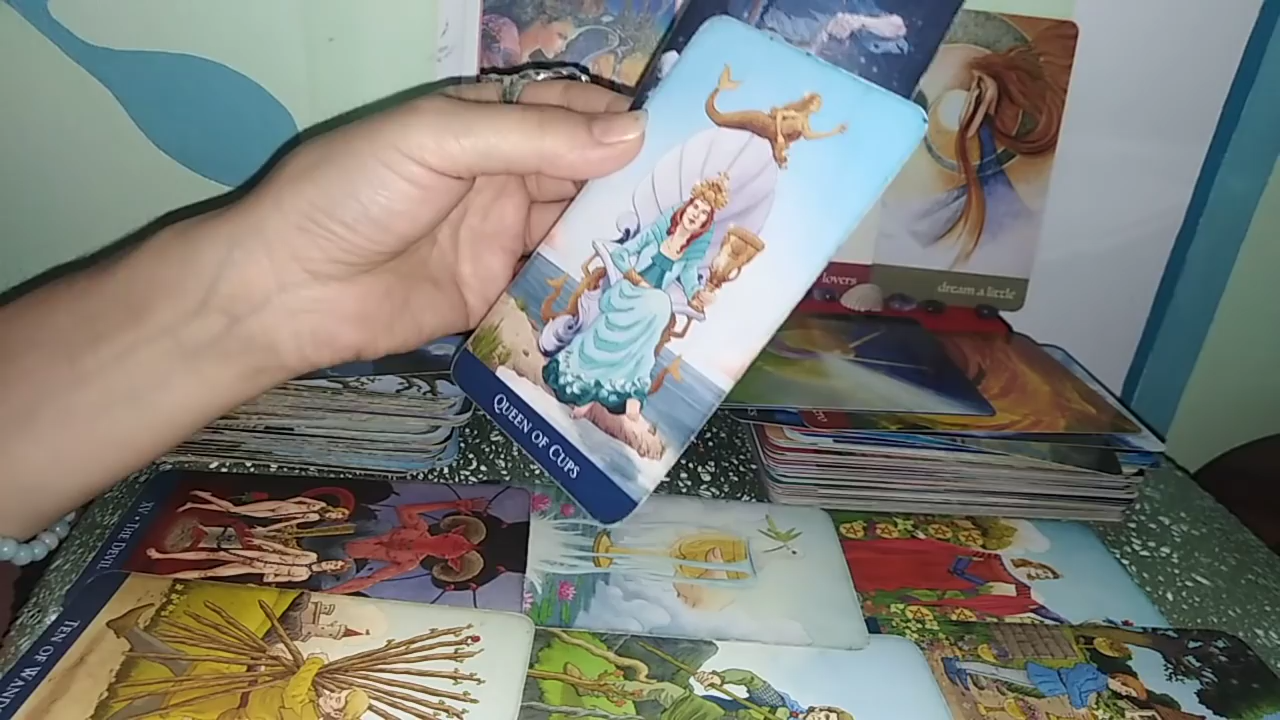 lovers
dream a little
QUEEN OF CUPS
XV • THE DEVIL
TEN OF WANDS